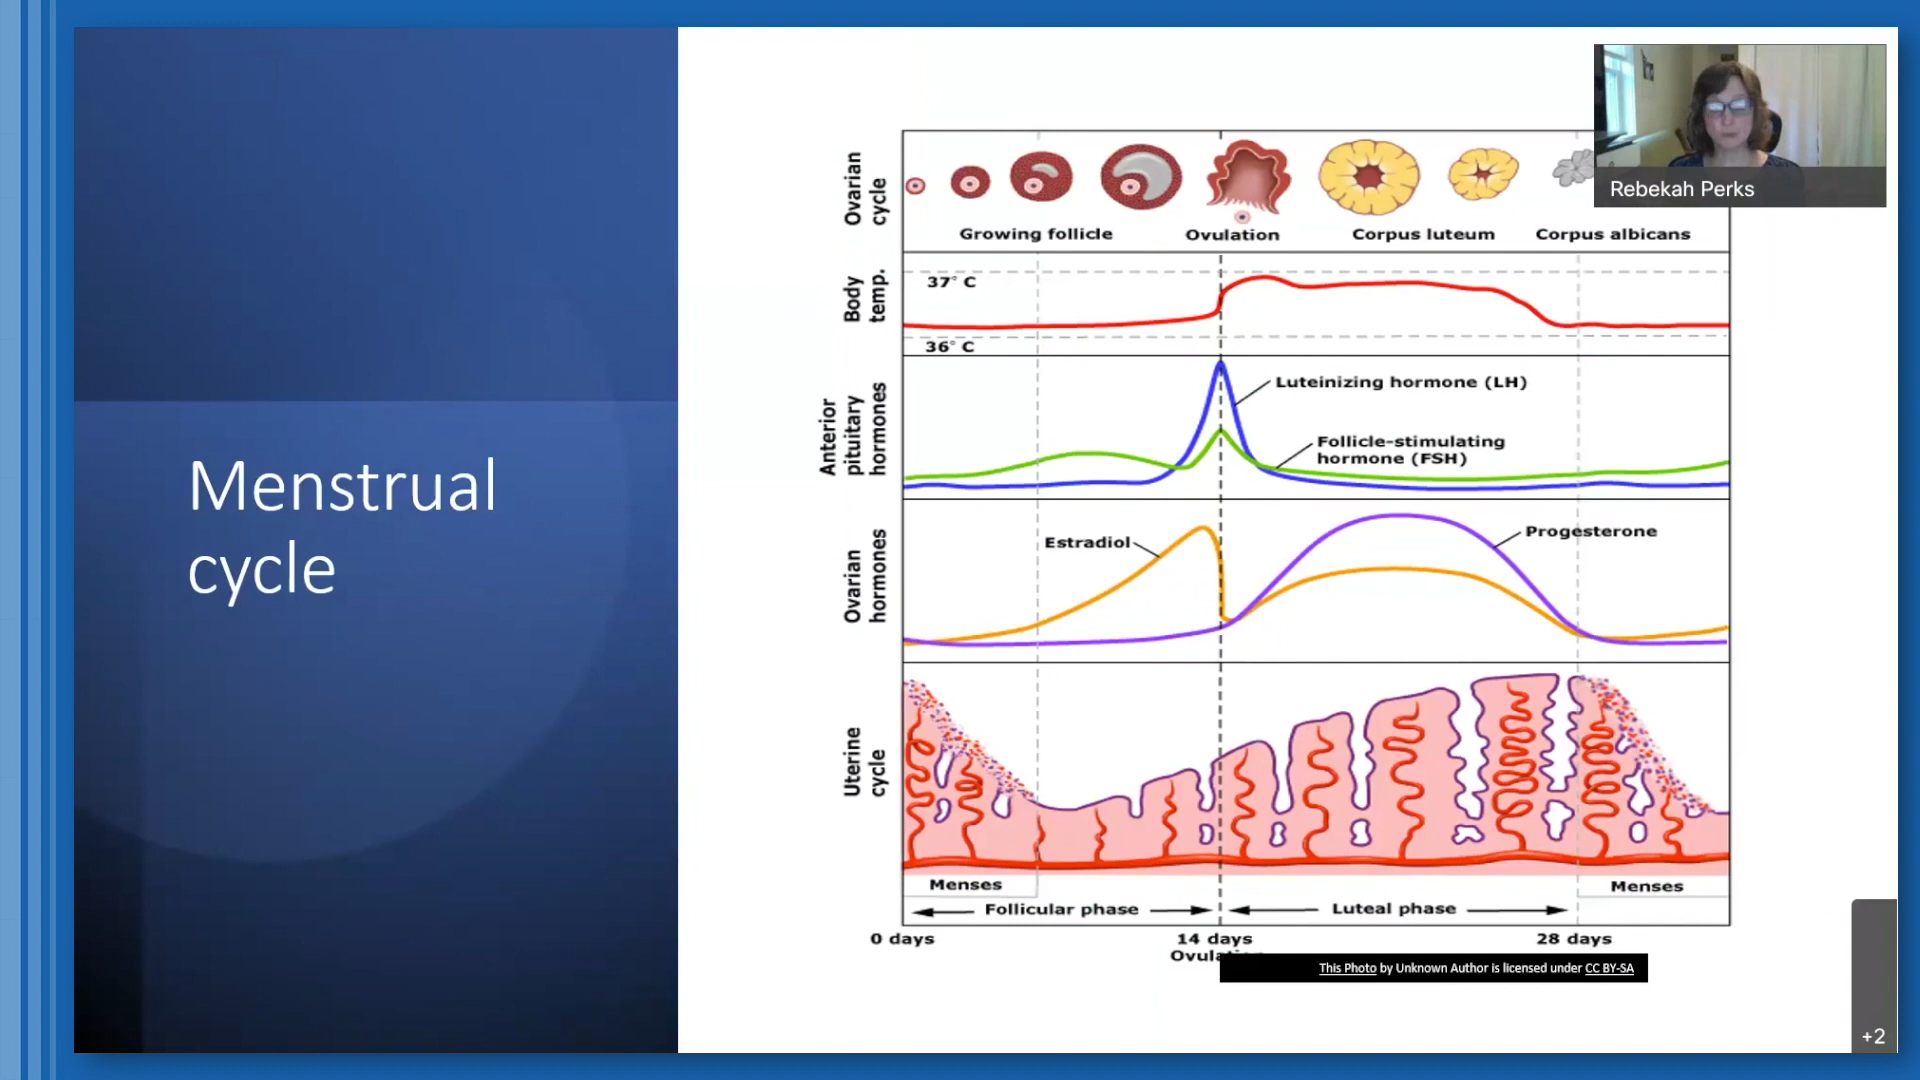 Menstrual
cycle
Rebekah Perks
Ovarian
cycle
Growing follicle
Ovulation
Corpus luteum
Corpus albicans
Body
temp.
37° C
36° C
Anterior
pituitary
hormones
Luteinizing hormone (LH)
Follicle-stimulating
hormone (FSH)
Ovarian
hormones
Estradiol
Progesterone
Uterine
cycle
Menses
Menses
Follicular phase
Luteal phase
0 days
14 days
28 days
This Photo by Unknown Author is licensed under CC BY-SA
+2